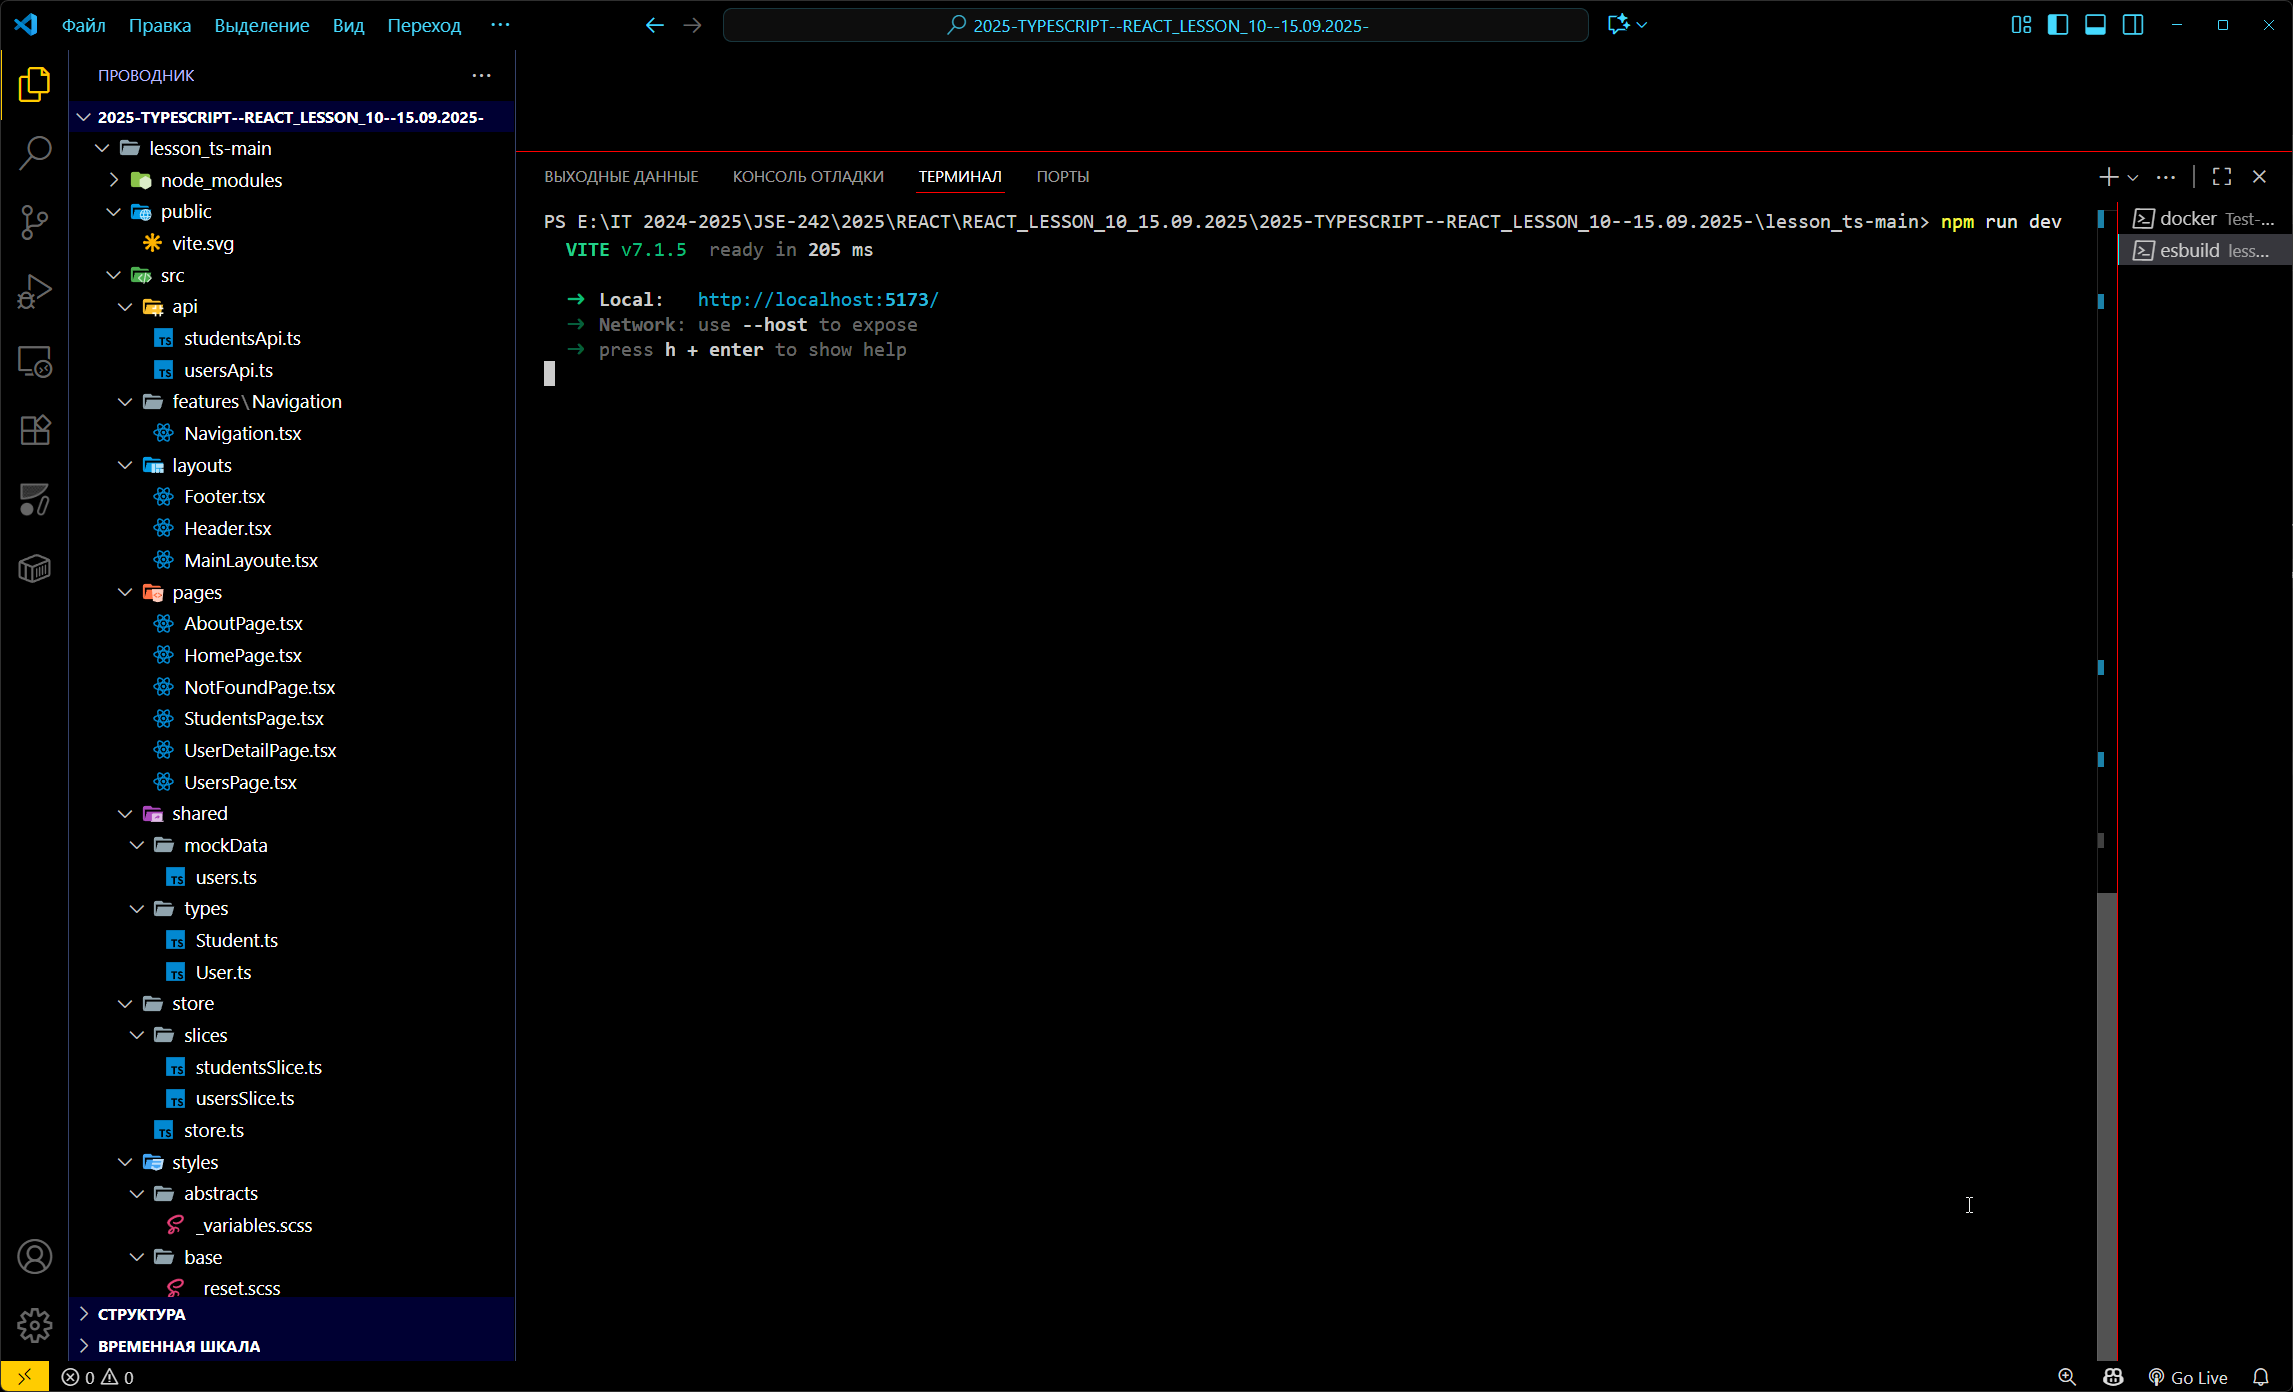 Файл Правка Выделение Вид Переход ···
2025-TYPESCRIPT--REACT_LESSON_10--15.09.2025-
ПРОВОДНИК
2025-TYPESCRIPT--REACT_LESSON_10--15.09.2025-
lesson_ts-main
node_modules
public
vite.svg
src
api
studentsApi.ts
usersApi.ts
features\Navigation
Navigation.tsx
layouts
Footer.tsx
Header.tsx
MainLayoute.tsx
pages
AboutPage.tsx
HomePage.tsx
NotFoundPage.tsx
StudentsPage.tsx
UserDetailPage.tsx
UsersPage.tsx
shared
mockData
users.ts
types
Student.ts
User.ts
store
slices
studentsSlice.ts
usersSlice.ts
store.ts
styles
abstracts
_variables.scss
base
_reset.scss
СТРУКТУРА
ВРЕМЕННАЯ ШКАЛА
ВЫХОДНЫЕ ДАННЫЕ КОНСОЛЬ ОТЛАДКИ ТЕРМИНАЛ ПОРТЫ
PS E:\IT 2024-2025\JSE-242\2025\REACT\REACT_LESSON_10_15.09.2025\2025-TYPESCRIPT--REACT_LESSON_10--15.09.2025-\lesson_ts-main> npm run dev
VITE v7.1.5 ready in 205 ms
→ Local: http://localhost:5173/
→ Network: use --host to expose
→ press h + enter to show help
docker Test-...
esbuild less...
0 0
Go Live